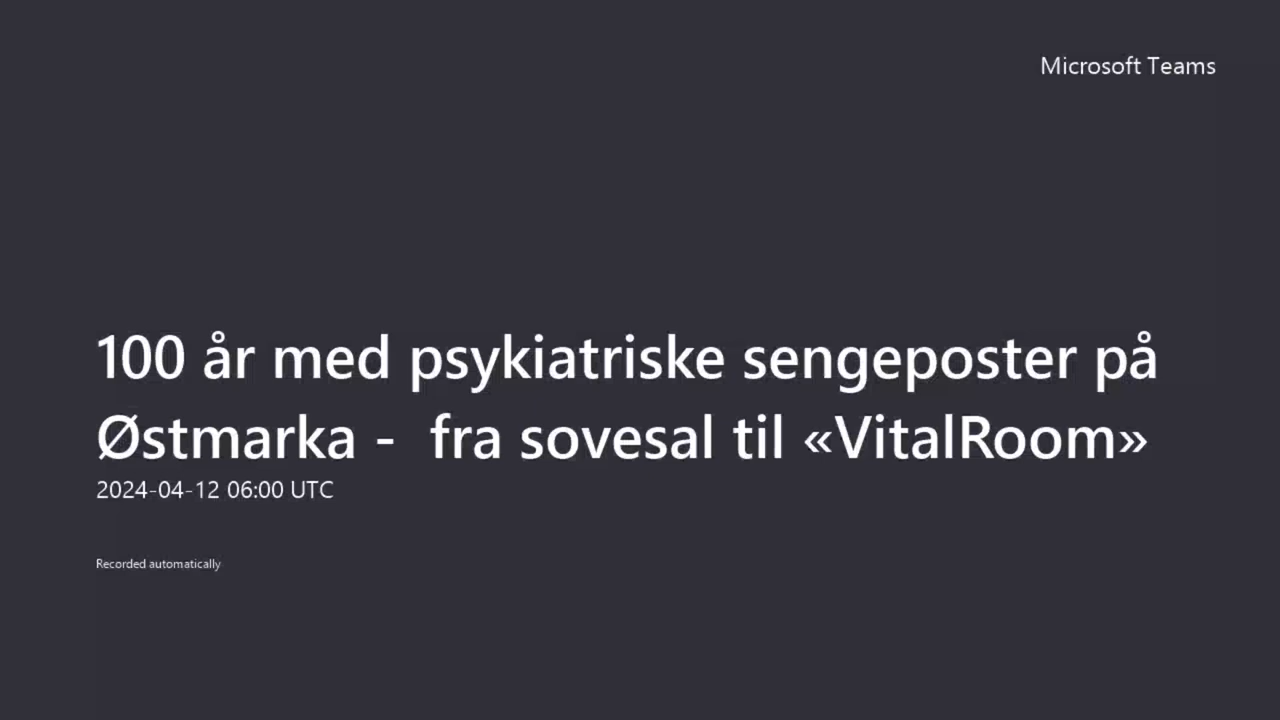 Microsoft Teams
100 år med psykiatriske sengeposter på
Østmarka -  fra sovesal til «VitalRoom»
2024-04-12 06:00 UTC
Recorded automatically